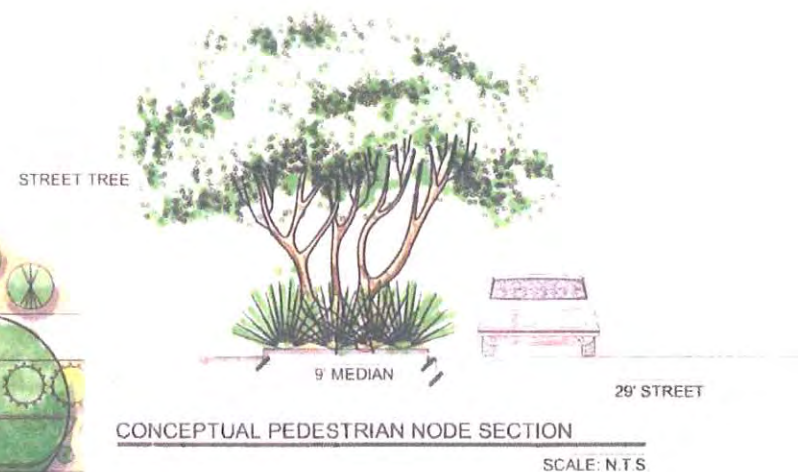 STREET TREE
9' MEDIAN
29' STREET
CONCEPTUAL PEDESTRIAN NODE SECTION
SCALE: N.T.S